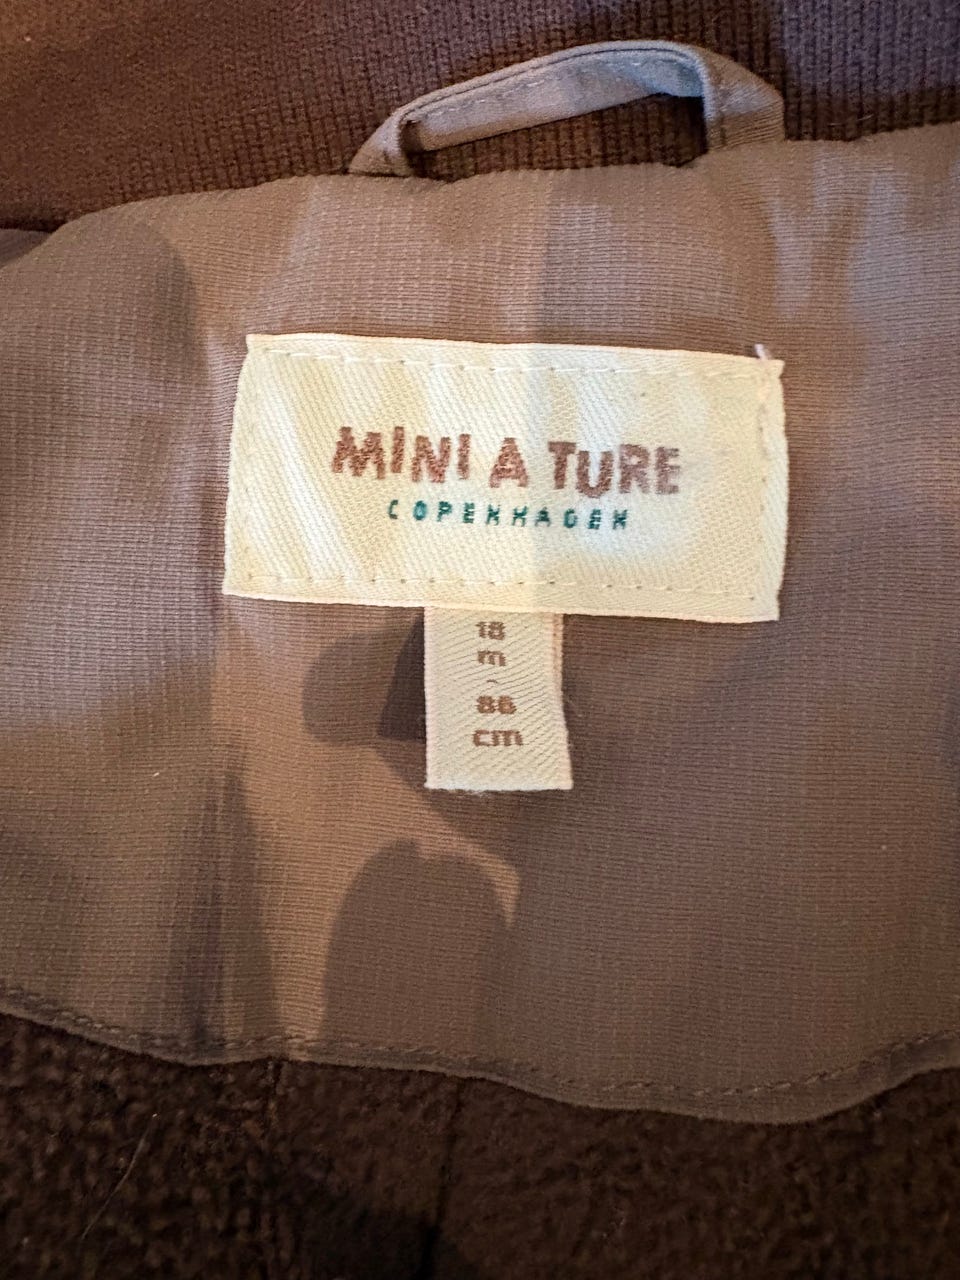 MINI A TURE
COPENHAGEN
18
m
-
86
cm